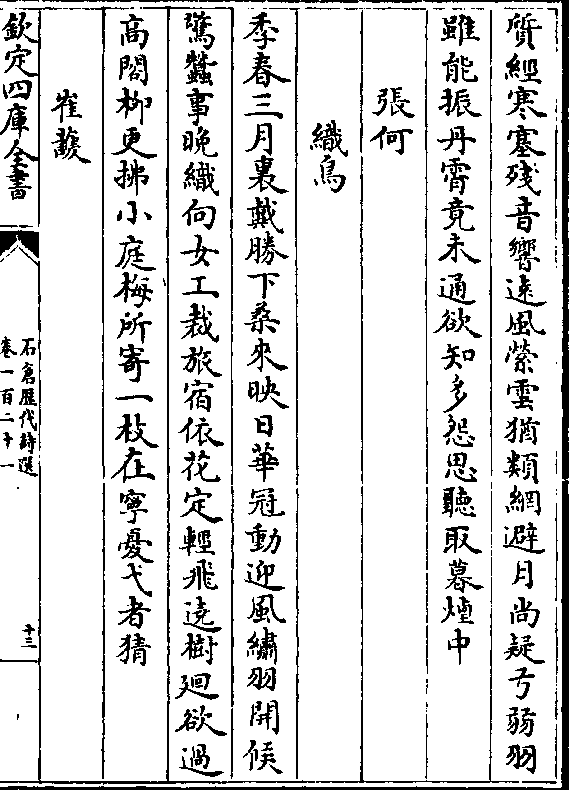 質經寒塞殘音響遠風縈雲猶類網避月尚疑弓弱羽
雖能振丹霄竟未通欲知多怨思聽取暮煙中
張何
織鳥
季春三月裏戴勝下桑來映日華冠動迎風繡羽開候
驚蠶事晚織向女工裁旅宿依花定輕飛遶樹廻欲過
高閣柳更拂小庭梅所寄一枝在寧憂弋者猜
崔護
欽定四庫全書
石倉歷代詩選
卷一百二十一
十三